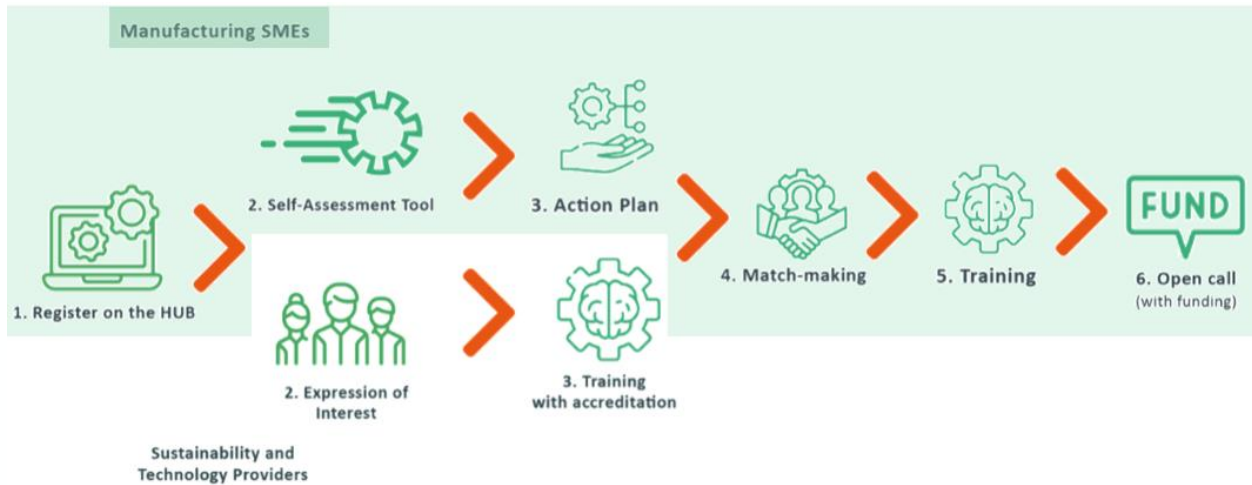 Manufacturing SMEs
1. Register on the HUB
2. Self-Assessment Tool
3. Action Plan
2. Expression of
Interest
3. Training
with accreditation
4. Match-making
5. Training
FUND
6. Open call
(with funding)
Sustainability and
Technology Providers